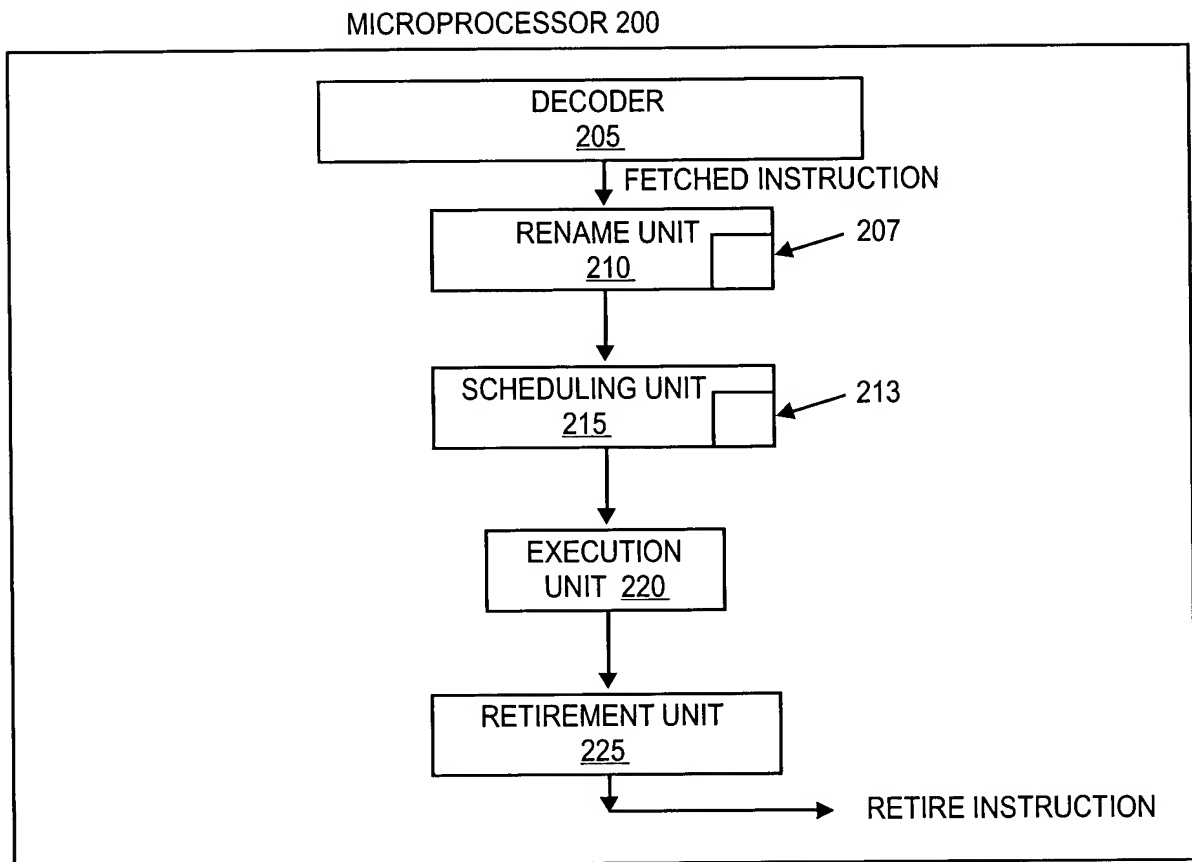 MICROPROCESSOR 200
DECODER
205
FETCHED INSTRUCTION
RENAME UNIT
210
207
SCHEDULING UNIT
215
213
EXECUTION
UNIT 220
RETIREMENT UNIT
225
RETIRE INSTRUCTION